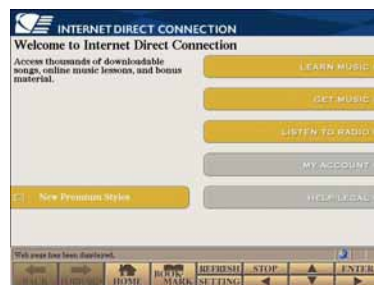 INTERNET DIRECT CONNECTION
Welcome to Internet Direct Connection
Access thousands of downloadable
songs, online music lessons, and bonus
material.
LEARN MUSIC
GET MUSIC
LISTEN TO RADIO
MY ACCOUNT
HELP/LEGAL
New Premium Styles
Web page has been displayed.
BACK
FORWARD
HOME
BOOK
MARK
REFRESH
SETTING
STOP
ENTER